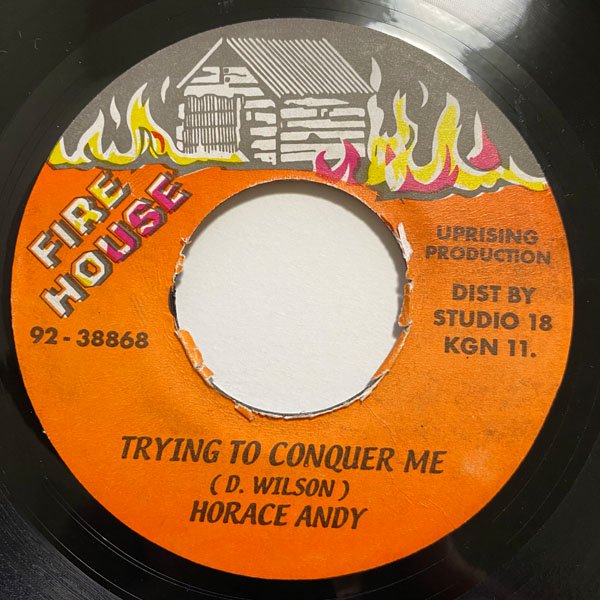 FIRE
HOUSE
92-38868
UPRISING
PRODUCTION
DIST BY
STUDIO 18
KGN 11.
TRYING TO CONQUER ME
( D. WILSON )
HORACE ANDY